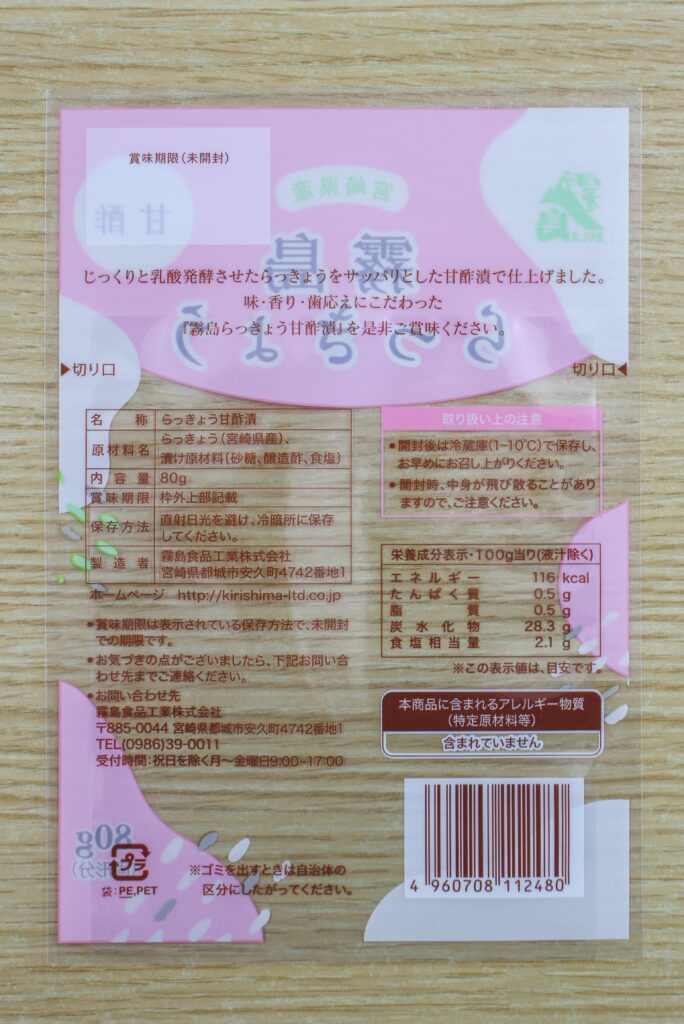 賞味期限（未開封）
宮崎県産
甘酢
霧島
じっくりと乳酸発酵させたらっきょうをサッパリとした甘酢漬で仕上げました。
味・香り・歯応えにこだわった
『霧島らっきょう甘酢漬』を是非ご賞味ください。
らっきょう
▶切り口
切り口◀
名称 らっきょう甘酢漬
原材料名 らっきょう（宮崎県産）、
漬け原材料（砂糖、醸造酢、食塩）
内容量 80g
賞味期限 枠外上部記載
保存方法 直射日光を避け、冷暗所に保存
してください。
製造者 霧島食品工業株式会社
宮崎県都城市安久町4742番地1
ホームページ http://kirishima-ltd.co.jp
●賞味期限は表示されている保存方法で、未開封
での期限です。
●お気づきの点がございましたら、下記お問い合
わせ先までご連絡ください。
●お問い合わせ先
霧島食品工業株式会社
〒885-0044 宮崎県都城市安久町4742番地1
TEL(0986)39-0011
受付時間：祝日を除く月〜金曜日9:00-17:00
取り扱い上の注意
●開封後は冷蔵庫（1~10℃）で保存し、
お早めにお召し上がりください。
●開封時、中身が飛び散ることがあり
ますので、ご注意ください。
栄養成分表示・100g当り（液汁除く）
エネルギー 116 kcal
たんぱく質 0.5 g
脂質 0.5 g
炭水化物 28.3 g
食塩相当量 2.1 g
※この表示値は、目安です。
本商品に含まれるアレルギー物質
（特定原材料等）
含まれていません
80g
プラ
袋：PE,PET
※ゴミを出すときは自治体の
区分にしたがってください。
4 960708 112480